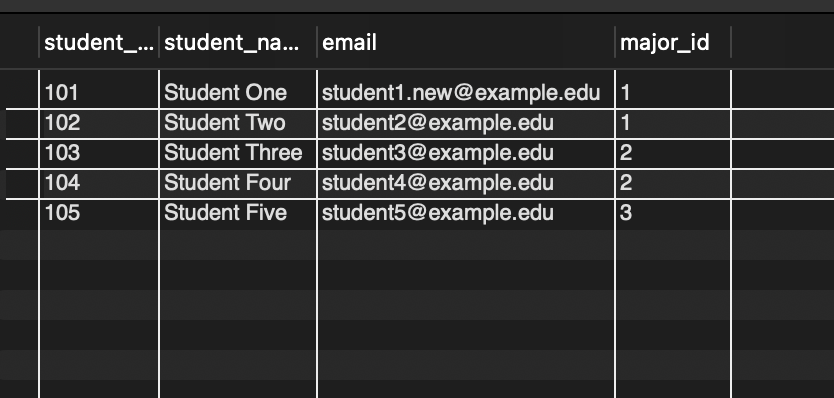 student_... student_na... email major_id
101 Student One student1.new@example.edu 1
102 Student Two student2@example.edu 1
103 Student Three student3@example.edu 2
104 Student Four student4@example.edu 2
105 Student Five student5@example.edu 3